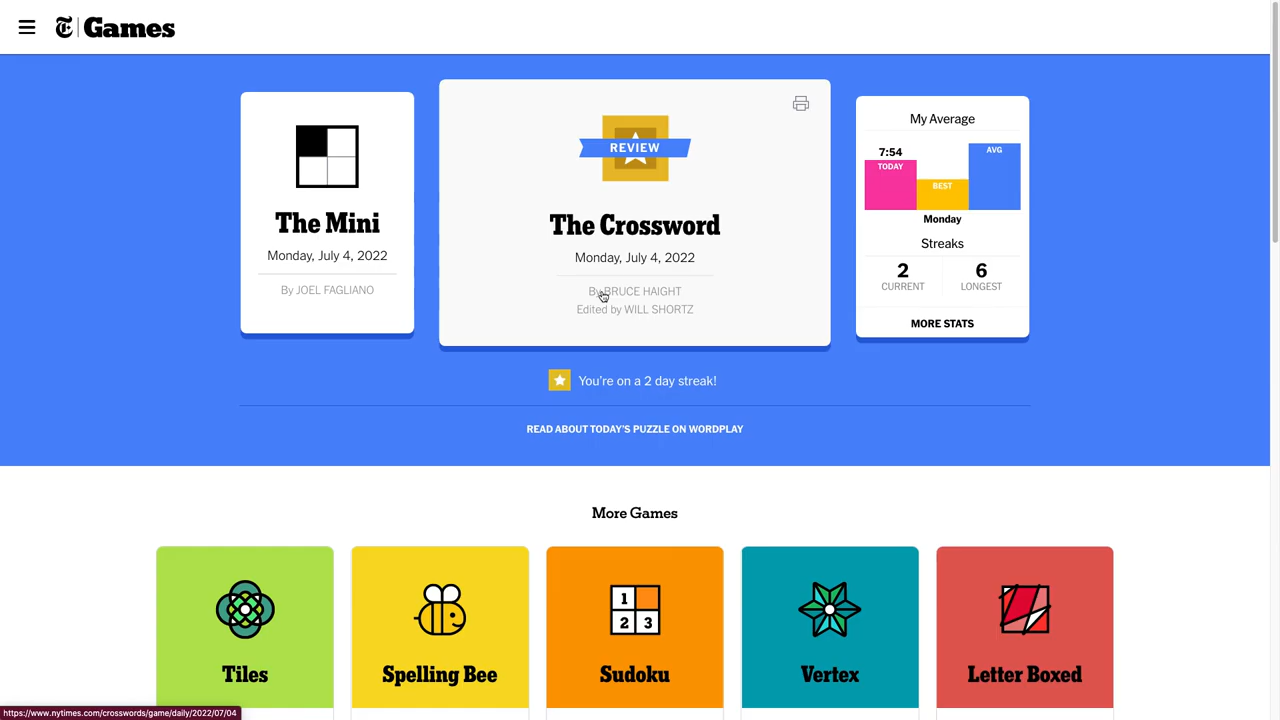 T Games
The Mini
Monday, July 4, 2022
By JOEL FAGLIANO
REVIEW
The Crossword
Monday, July 4, 2022
By BRUCE HAIGHT
Edited by WILL SHORTZ
My Average
7:54
TODAY
BEST
AVG
Monday
Streaks
2
CURRENT
6
LONGEST
MORE STATS
You're on a 2 day streak!
READ ABOUT TODAY'S PUZZLE ON WORDPLAY
More Games
1
2 3
Tiles
Spelling Bee
Sudoku
Vertex
Letter Boxed
https://www.nytimes.com/crosswords/game/daily/2022/07/04